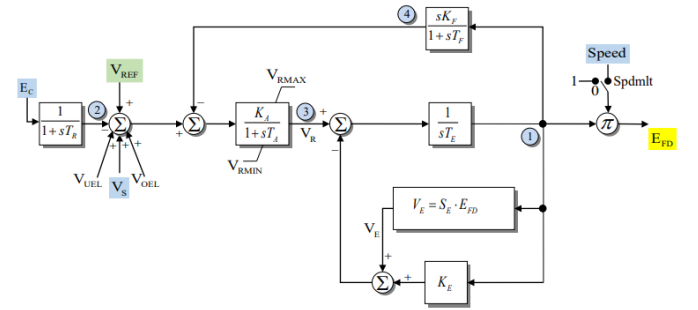 4
sK_F
1+sT_F
Speed
V_REF
V_RMAX
1
Spdmlt
0
E_C
1
1+sT_R
2
+
−
Σ
+
+
+
−
+
Σ
K_A
1+sT_A
3
V_R
+
−
Σ
1
sT_E
1
π
E_FD
V_RMIN
V_UEL
V_S
V_OEL
V_E = S_E · E_FD
V_E
+
Σ
+
K_E